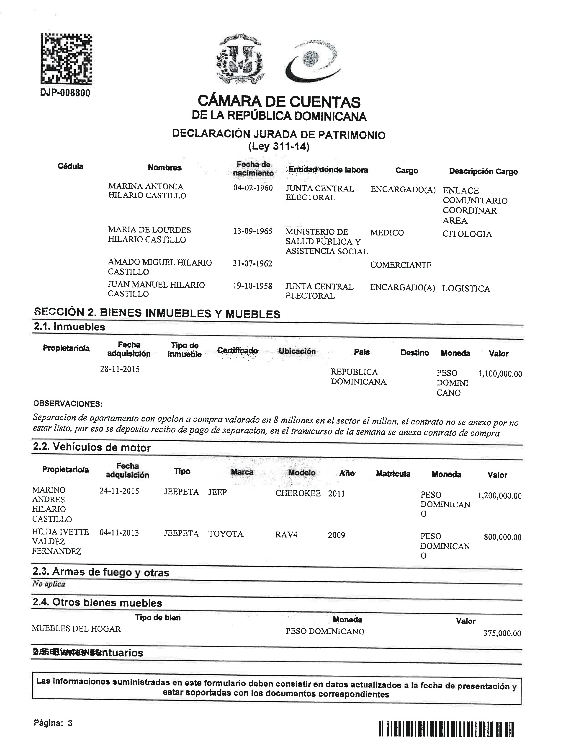 DJP-008800
CÁMARA DE CUENTAS
DE LA REPÚBLICA DOMINICANA
DECLARACIÓN JURADA DE PATRIMONIO
(Ley 311-14)
Cédula Nombres Fecha de nacimiento Entidad donde labora Cargo Descripción Cargo
MARINA ANTONIA 04-02-1960 JUNTA CENTRAL ENCARGADO(A) ENLACE
HILARIO CASTILLO ELECTORAL COMUNITARIO
COORDINAR
AREA
MARIA DE LOURDES 13-09-1965 MINISTERIO DE MEDICO CITOLOGIA
HILARIO CASTILLO SALUD PÚBLICA Y
ASISTENCIA SOCIAL
AMADO MIGUEL HILARIO 31-07-1962 COMERCIANTE
CASTILLO
JUAN MANUEL HILARIO 19-10-1958 JUNTA CENTRAL ENCARGADO(A) LOGISTICA
CASTILLO ELECTORAL
SECCIÓN 2. BIENES INMUEBLES Y MUEBLES
2.1. Inmuebles
Propietario/a Fecha adquisición Tipo de inmueble Certificado Ubicación País Destino Moneda Valor
28-11-2015 REPÚBLICA PESO 1,100,000.00
DOMINICANA DOMINI
CANO
OBSERVACIONES:
Separacion de apartamento con opcion a compra valorado en 8 millones en el sector el millon, el contrato no se anexa por no
estar listo, por eso se deposita recibo de pago de separacion, en el transcurso de la semana se anexa contrato de compra
2.2. Vehículos de motor
Propietario/a Fecha adquisición Tipo Marca Modelo Año Matrícula Moneda Valor
MARINO 24-11-2015 JEEPETA JEEP CHEROKEE 2011 PESO 1,200,000.00
ANDRES DOMINICAN
HILARIO O
CASTILLO
HILDA IVETTE 04-11-2013 JEEPETA TOYOTA RAV4 2009 PESO 800,000.00
VALDEZ DOMINICAN
FERNANDEZ O
2.3. Armas de fuego y otras
No aplica
2.4. Otros bienes muebles
Tipo de bien Moneda Valor
MUEBLES DEL HOGAR PESO DOMINICANO 375,000.00
Las informaciones suministradas en este formulario deben consistir en datos actualizados a la fecha de presentación y
estar soportadas con los documentos correspondientes
Página: 3